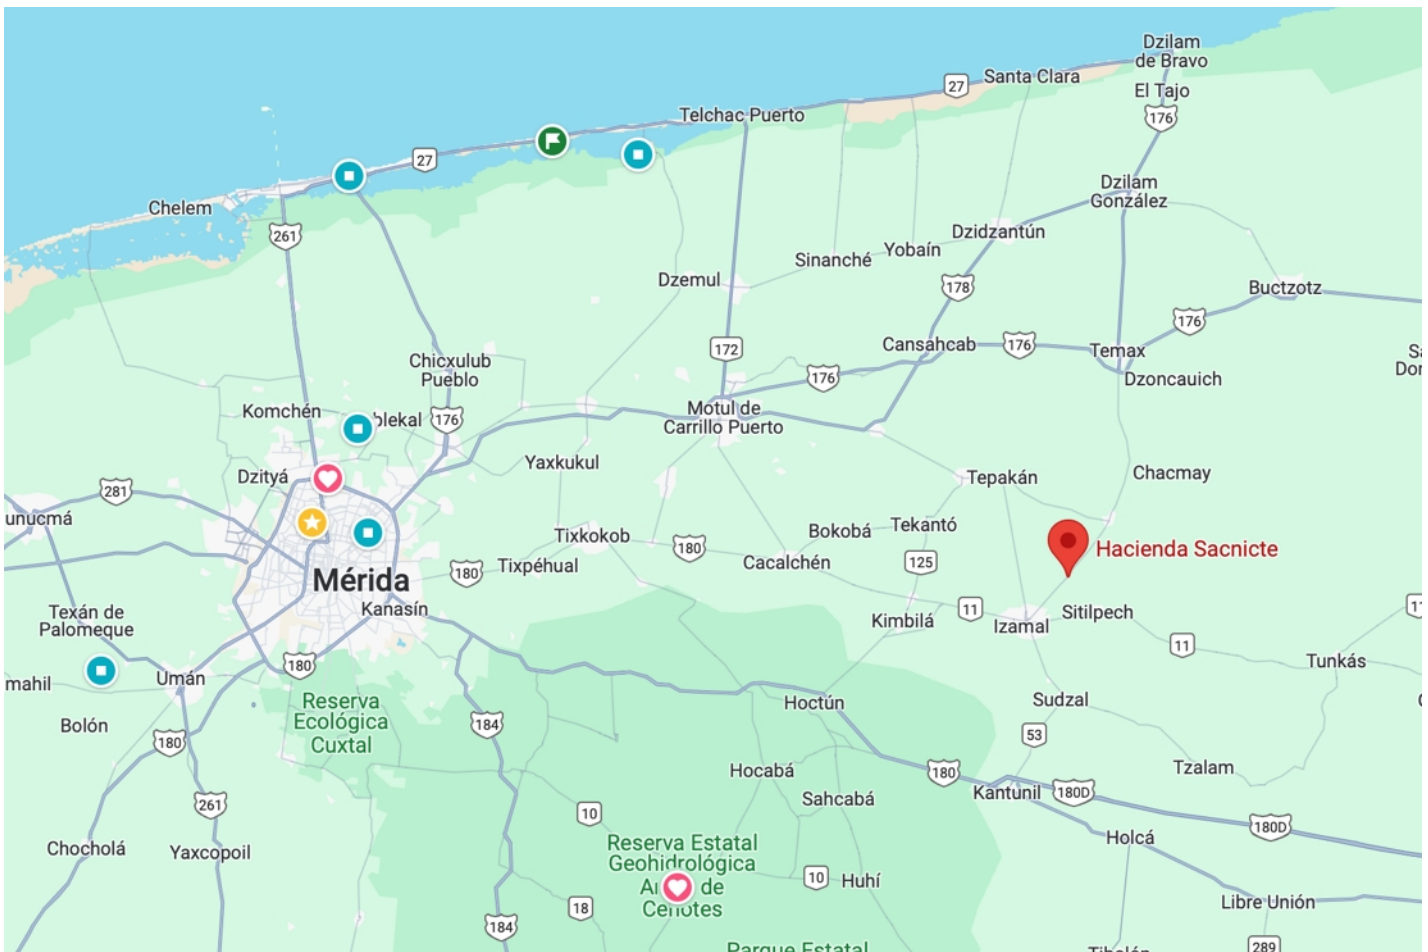 Dzilam
de Bravo
Santa Clara
27
El Tajo
Telchac Puerto
176
27
Dzilam
González
Chelem
261
Dzidzantún
Yobaín
Sinanché
Dzemul
178
Buctzotz
176
172
Cansahcab
176
Temax
Chicxulub
Pueblo
176
Dzoncauich
Komchén
blekal
176
Motul de
Carrillo Puerto
Dzityá
Yaxkukul
Tepakán
Chacmay
281
unucmá
Tixkokob
Bokobá
Tekantó
180
Hacienda Sacnicte
Tixpéhual
180
Cacalchén
125
Mérida
Kanasín
11
Sitilpech
Texán de
Palomeque
Kimbilá
Izamal
11
180
Tunkás
mahil
Umán
Reserva
Ecológica
Cuxtal
Hoctún
Sudzal
Bolón
184
53
180
Hocabá
180
Tzalam
Kantunil
180D
Sahcabá
261
10
180D
Holcá
Chocholá
Yaxcopoil
Reserva Estatal
Geohidrológica
de
Cenotes
10
Huhí
18
Libre Unión
184
289
Parque Estatal